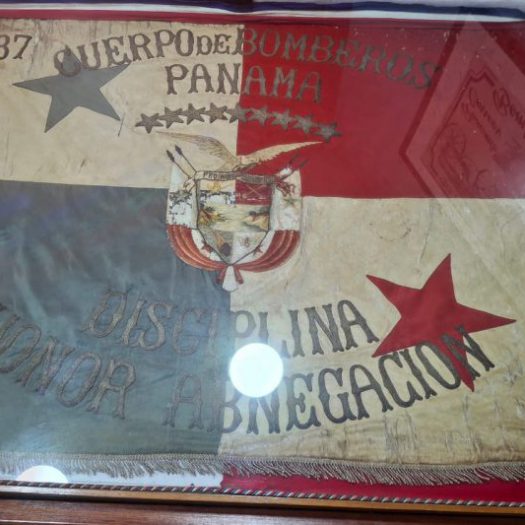 87 CUERPO DE BOMBEROS
PANAMA
DISCIPLINA
HONOR ABNEGACION